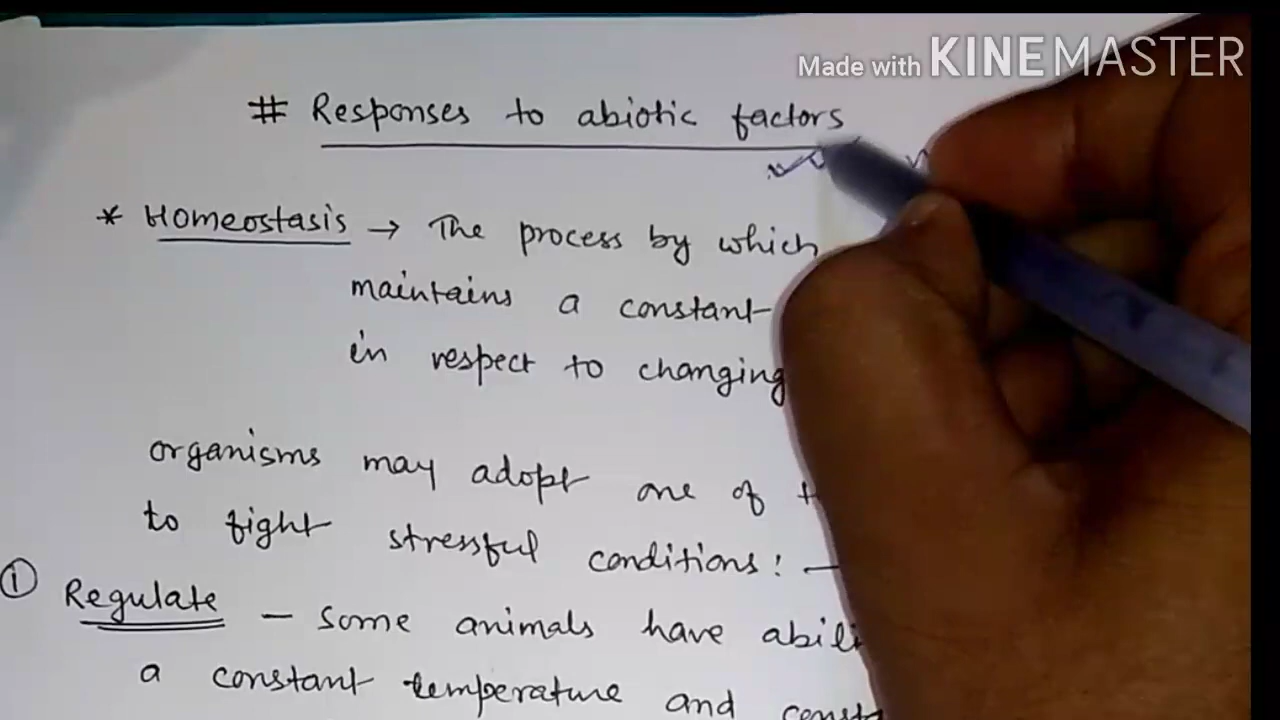 Made with KINEMASTER
# Responses to abiotic factors
* Homeostasis → The process by which
maintains a constant
in respect to changing
organisms may adopt one of
to fight stressful conditions : —
① Regulate — Some animals have
a constant temperature and